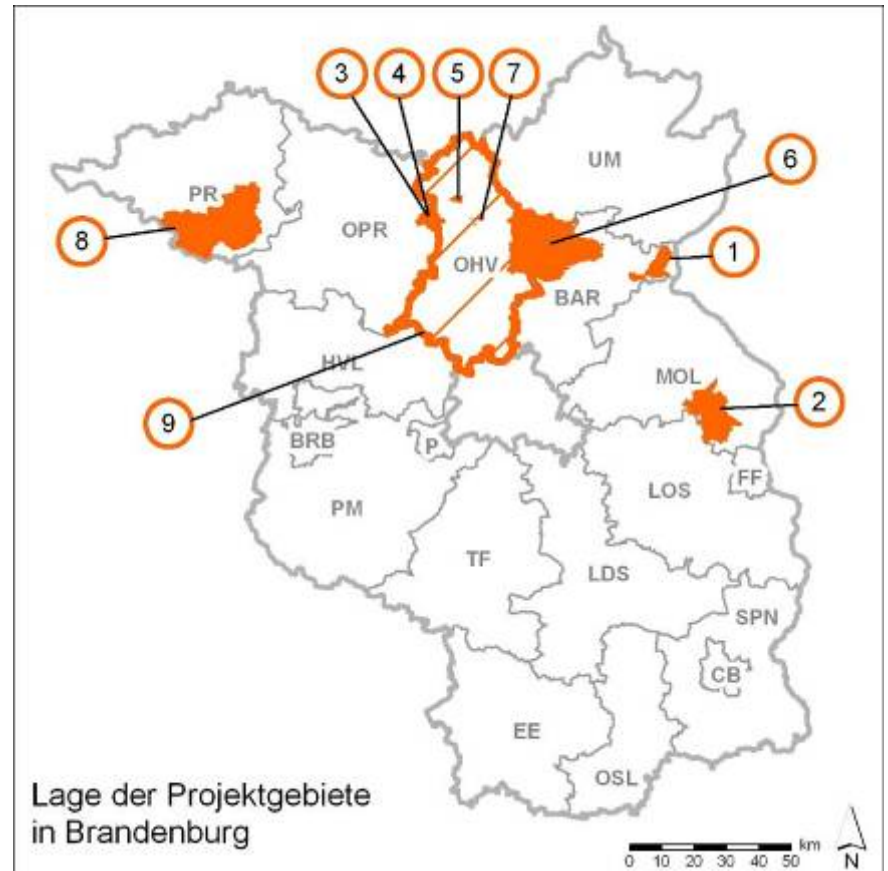 3 4 5 7
6
UM
PR
8
OPR
1
OHV
BAR
HVL
MOL
2
9
BRB
P
FF
LOS
PM
TF
LDS
SPN
CB
EE
OSL
Lage der Projektgebiete
in Brandenburg
km
0 10 20 30 40 50
N